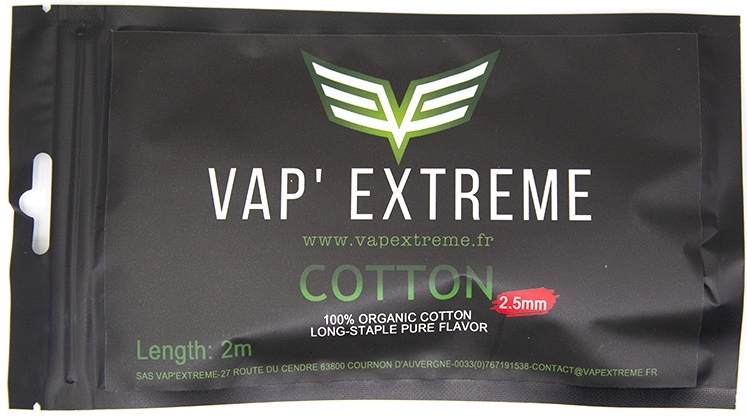 VAP' EXTREME
www.vapextreme.fr
COTTON 2.5mm
100% ORGANIC COTTON
LONG-STAPLE PURE FLAVOR
Length: 2m
SAS VAP'EXTREME-27 ROUTE DU CENDRE 63800 COURNON D'AUVERGNE-0033(0)767191538-CONTACT@VAPEXTREME.FR